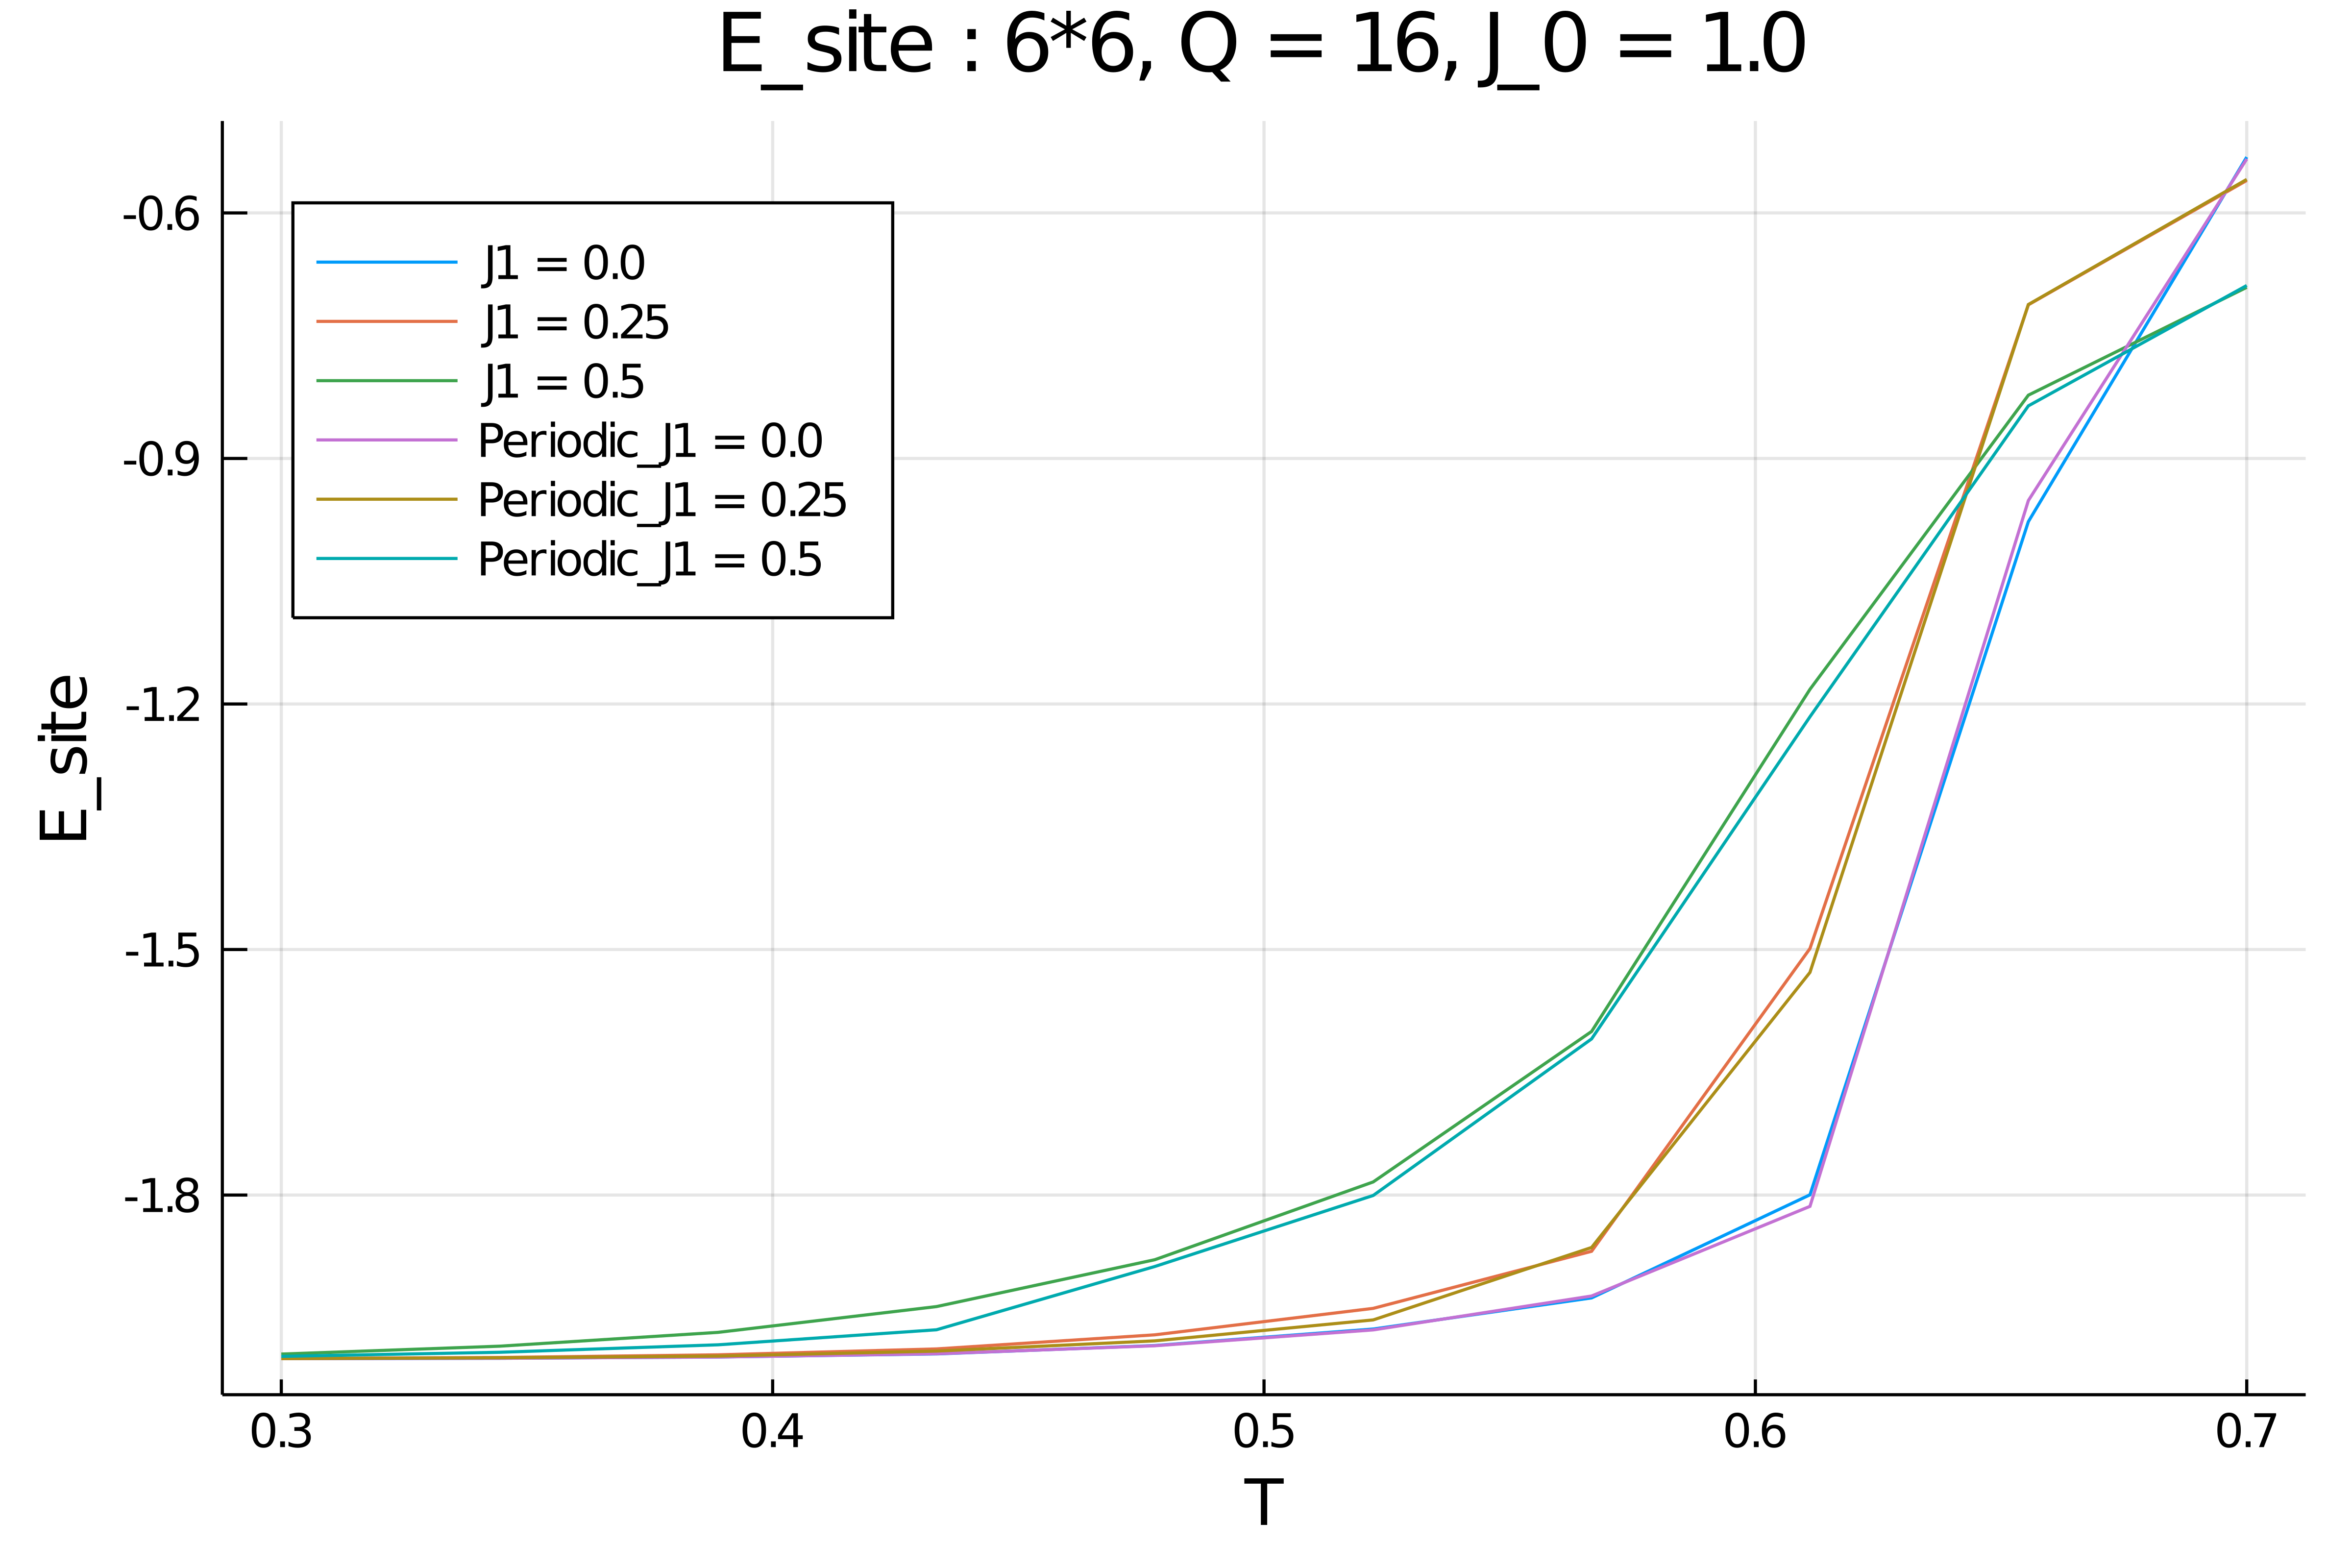 E_site : 6*6, Q = 16, J_0 = 1.0
-0.6
-0.9
-1.2
-1.5
-1.8
E_site
J1 = 0.0
J1 = 0.25
J1 = 0.5
Periodic_J1 = 0.0
Periodic_J1 = 0.25
Periodic_J1 = 0.5
0.3 0.4 0.5 0.6 0.7
T